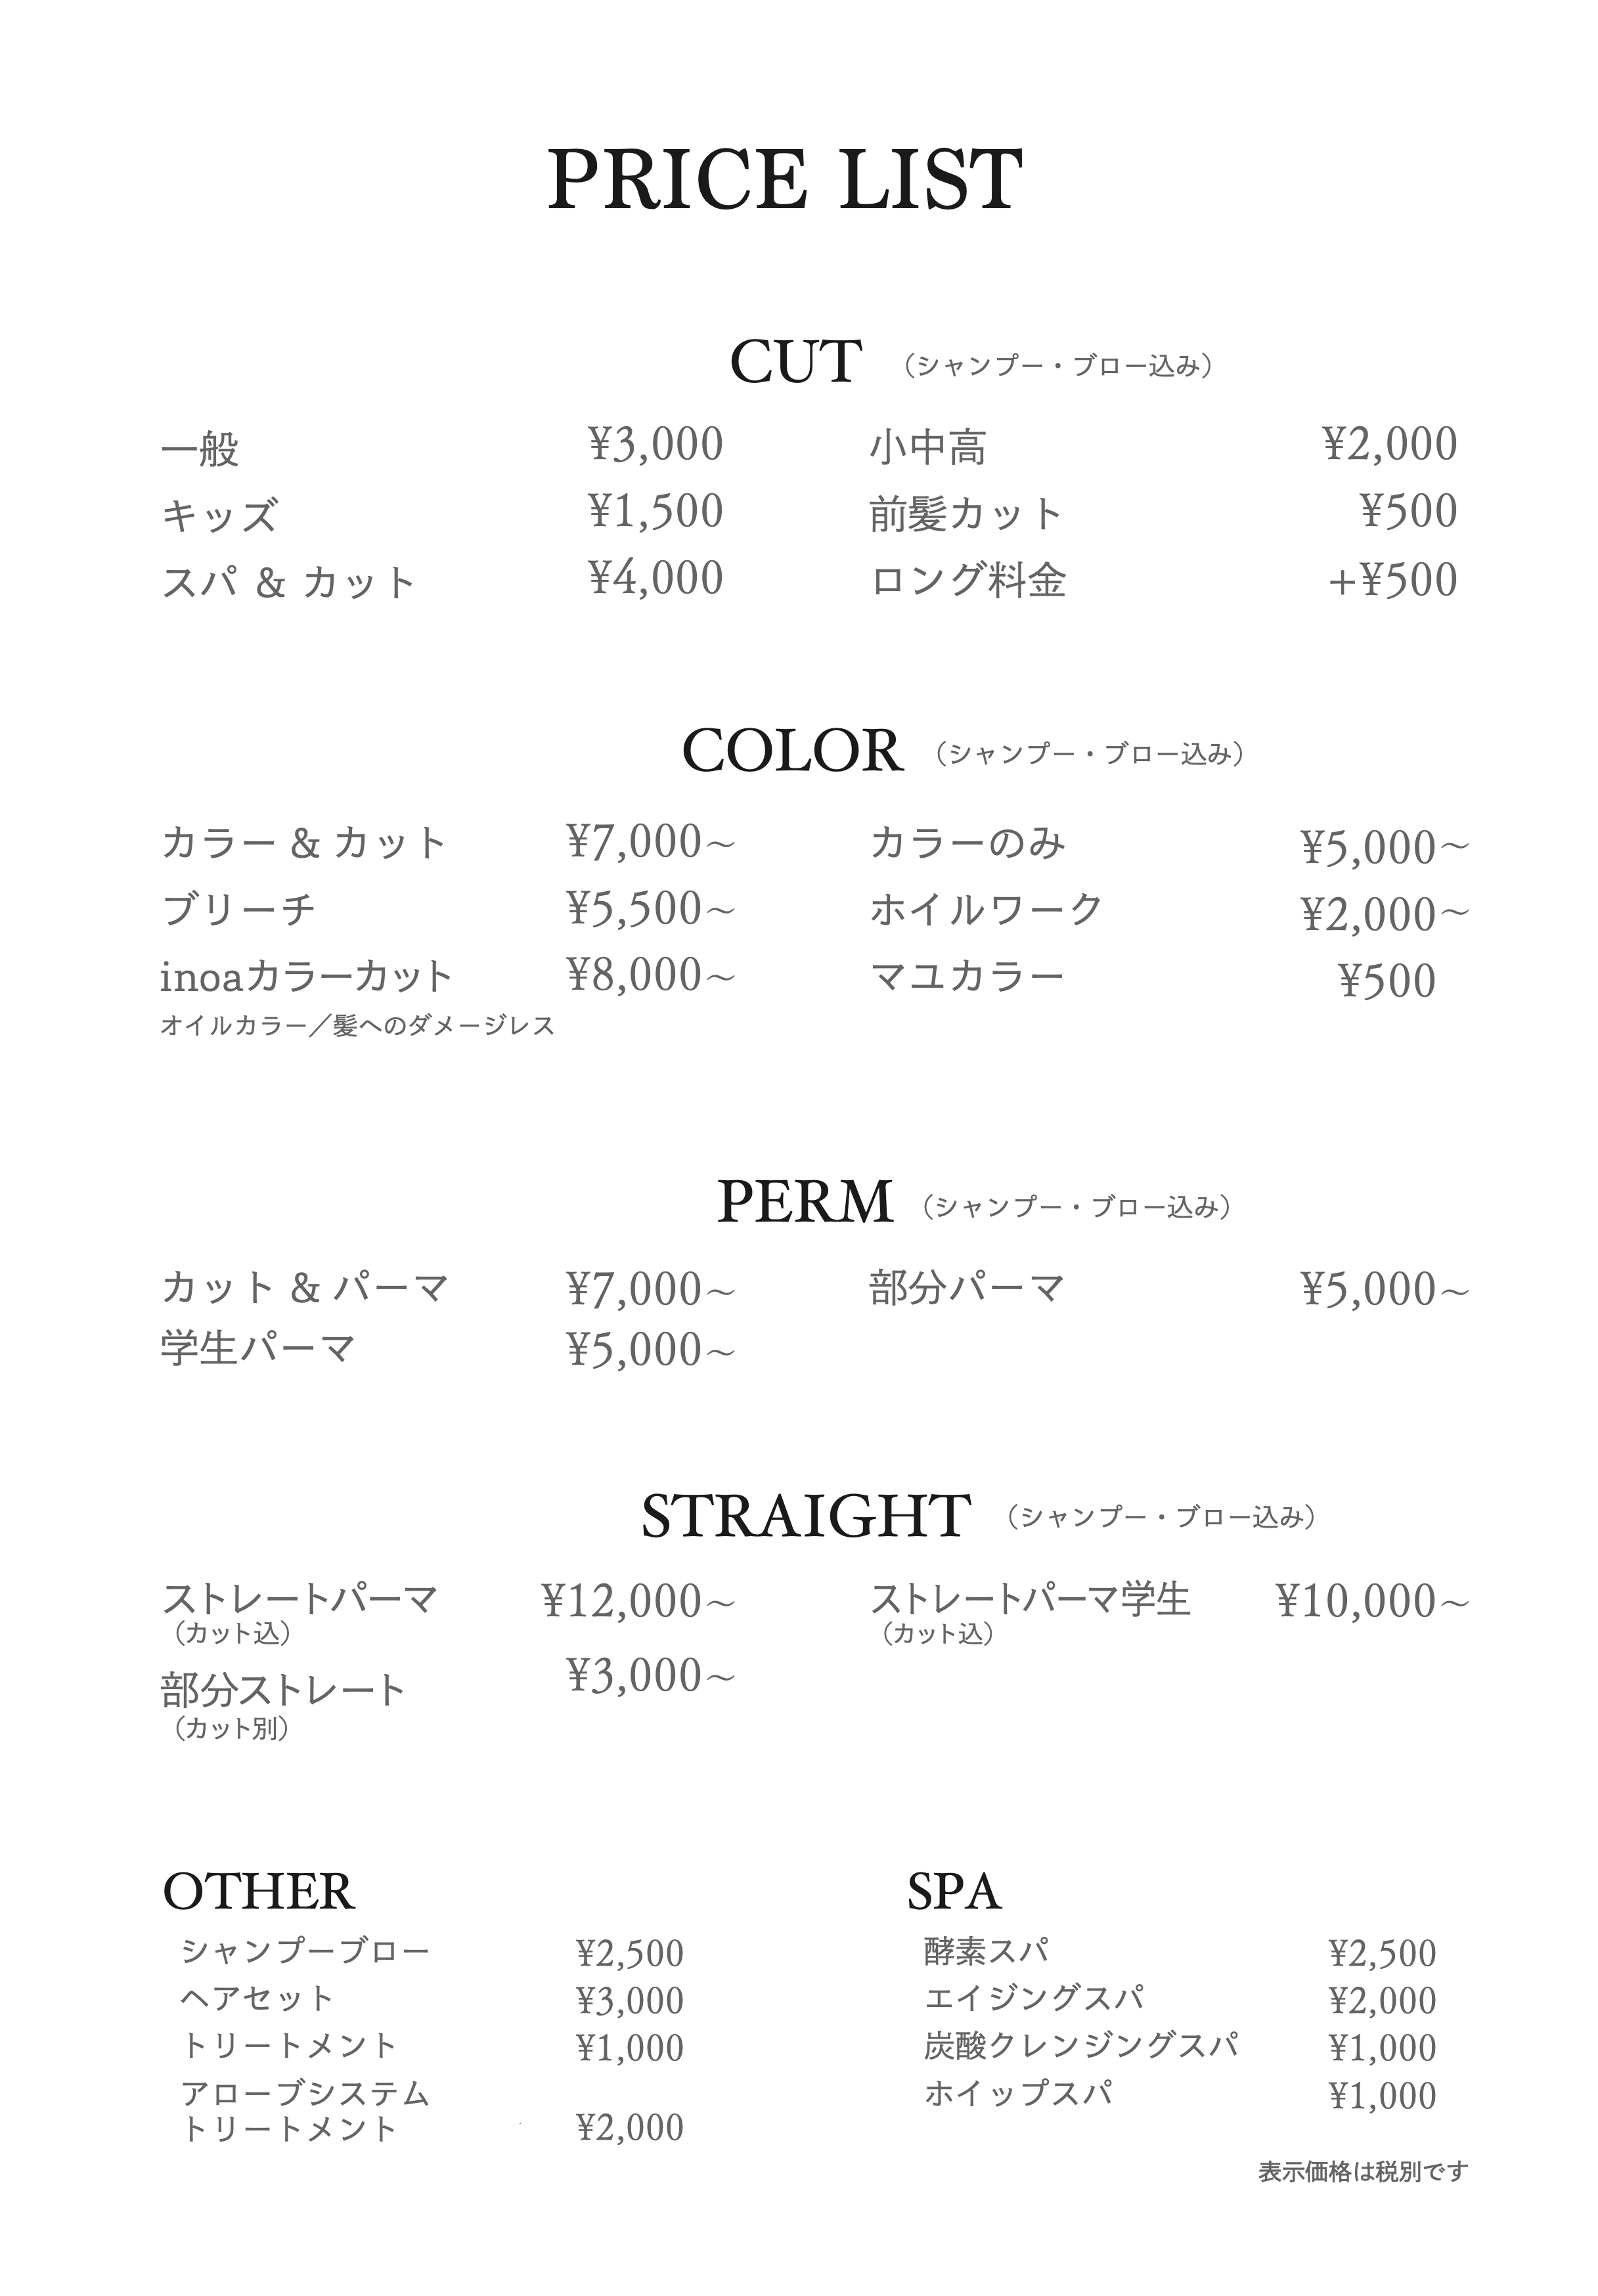 PRICE LIST
CUT （シャンプー・ブロー込み）
一般 ¥3,000 小中高 ¥2,000
キッズ ¥1,500 前髪カット ¥500
スパ & カット ¥4,000 ロング料金 +¥500
COLOR （シャンプー・ブロー込み）
カラー & カット ¥7,000~ カラーのみ ¥5,000~
ブリーチ ¥5,500~ ホイルワーク ¥2,000~
inoaカラーカット ¥8,000~ マユカラー ¥500
オイルカラー／髪へのダメージレス
PERM （シャンプー・ブロー込み）
カット & パーマ ¥7,000~ 部分パーマ ¥5,000~
学生パーマ ¥5,000~
STRAIGHT （シャンプー・ブロー込み）
ストレートパーマ ¥12,000~ ストレートパーマ学生 ¥10,000~
（カット込） （カット込）
部分ストレート ¥3,000~
（カット別）
OTHER
シャンプーブロー ¥2,500
ヘアセット ¥3,000
トリートメント ¥1,000
アローブシステム
トリートメント ¥2,000
SPA
酵素スパ ¥2,500
エイジングスパ ¥2,000
炭酸クレンジングスパ ¥1,000
ホイップスパ ¥1,000
表示価格は税別です